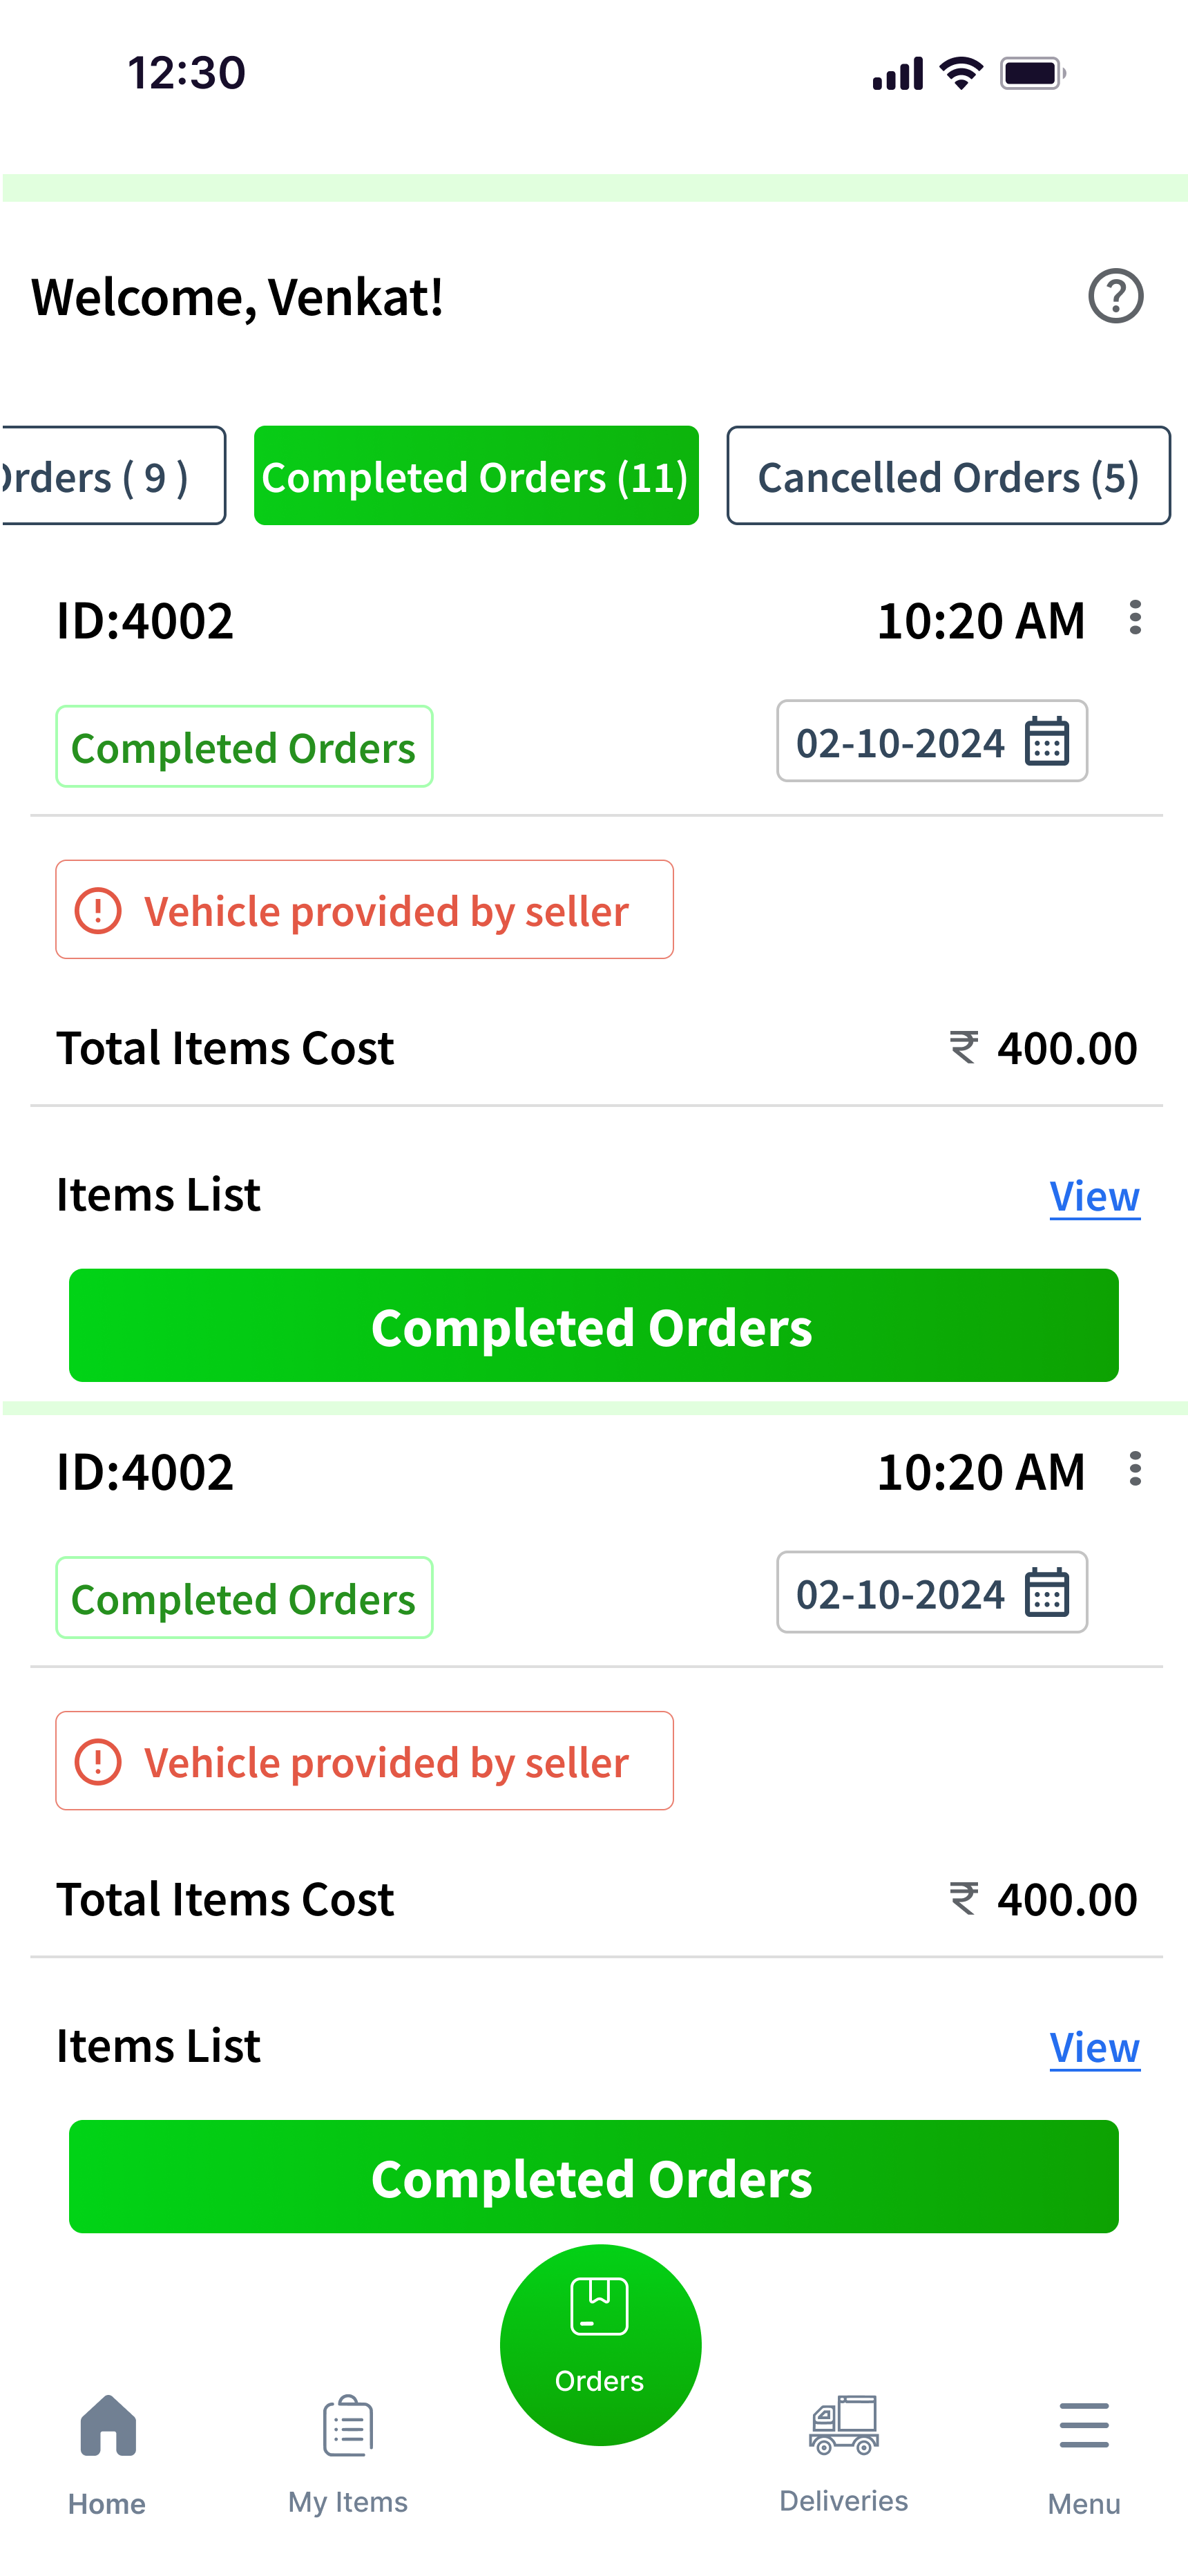 12:30
Welcome, Venkat!
Orders ( 9 ) Completed Orders (11) Cancelled Orders (5)
ID:4002 10:20 AM
Completed Orders 02-10-2024
Vehicle provided by seller
Total Items Cost ₹ 400.00
Items List View
Completed Orders
ID:4002 10:20 AM
Completed Orders 02-10-2024
Vehicle provided by seller
Total Items Cost ₹ 400.00
Items List View
Completed Orders
Orders
Home My Items Deliveries Menu